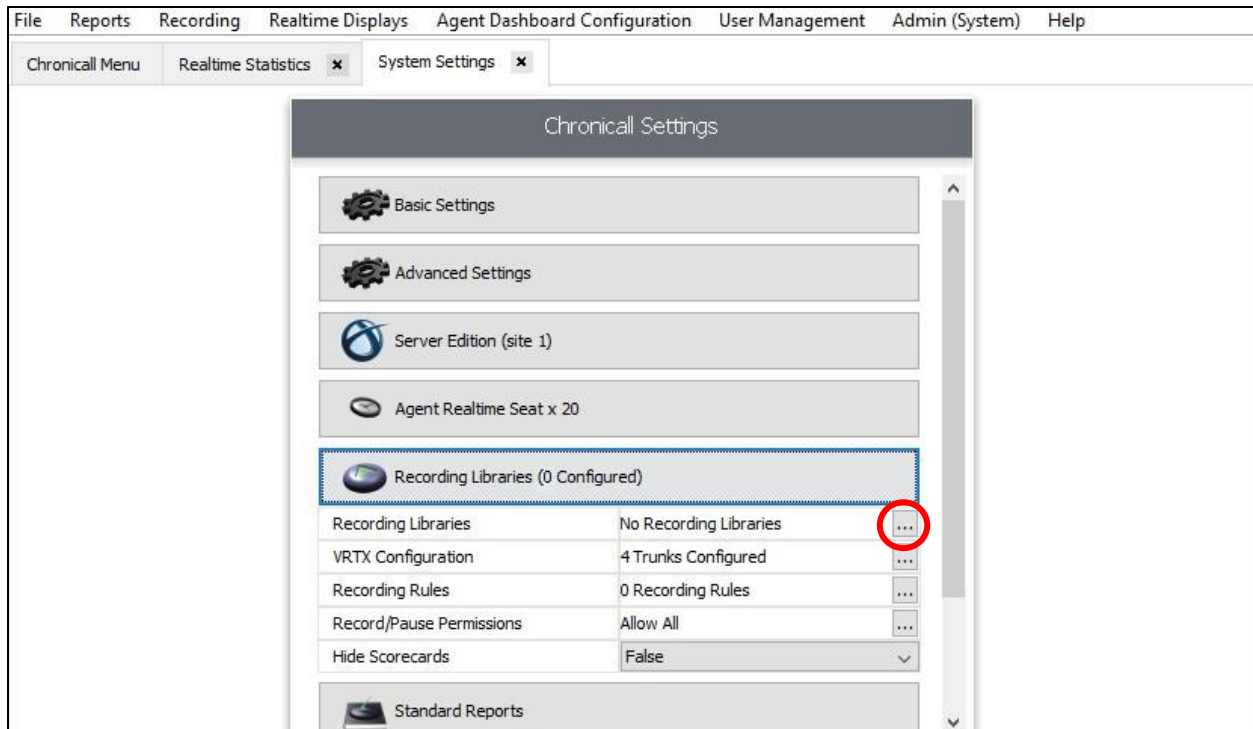 File Reports Recording Realtime Displays Agent Dashboard Configuration User Management Admin (System) Help
Chronicall Menu Realtime Statistics × System Settings ×
Chronicall Settings
Basic Settings
Advanced Settings
Server Edition (site 1)
Agent Realtime Seat x 20
Recording Libraries (0 Configured)
Recording Libraries No Recording Libraries ...
VRTX Configuration 4 Trunks Configured ...
Recording Rules 0 Recording Rules ...
Record/Pause Permissions Allow All ...
Hide Scorecards False
Standard Reports